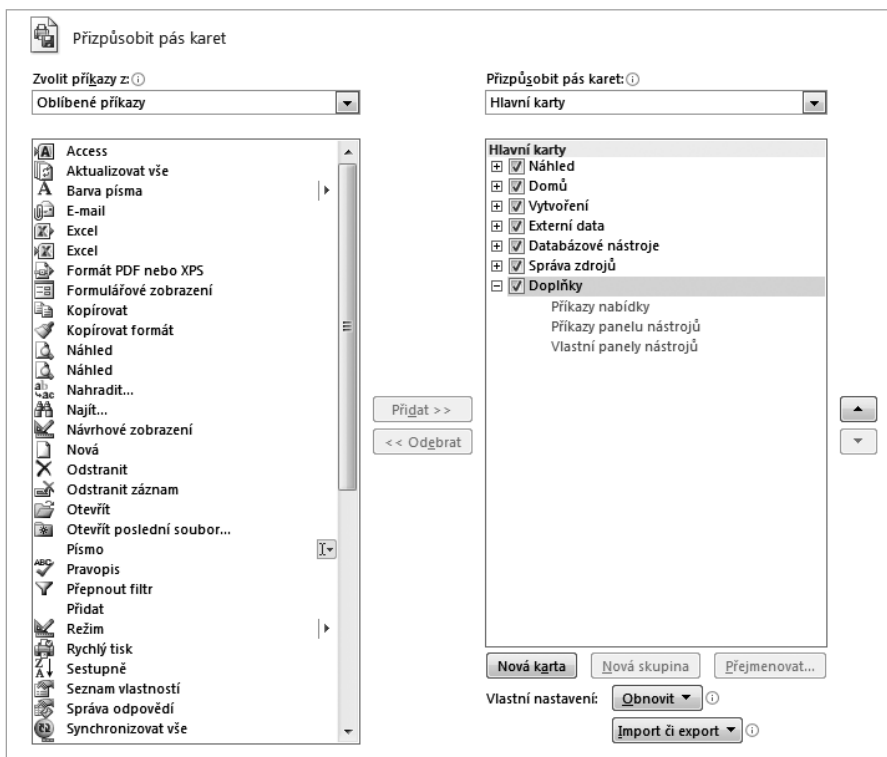 Přizpůsobit pás karet
Zvolit příkazy z:
Oblíbené příkazy
Access
Aktualizovat vše
Barva písma
E-mail
Excel
Excel
Formát PDF nebo XPS
Formulářové zobrazení
Kopírovat
Kopírovat formát
Náhled
Náhled
Nahradit...
Najít...
Návrhové zobrazení
Nová
Odstranit
Odstranit záznam
Otevřít
Otevřít poslední soubor...
Písmo
Pravopis
Přepnout filtr
Přidat
Režim
Rychlý tisk
Sestupně
Seznam vlastností
Správa odpovědí
Synchronizovat vše
Přidat >>
<< Odebrat
Přizpůsobit pás karet:
Hlavní karty
Hlavní karty
Náhled
Domů
Vytvoření
Externí data
Databázové nástroje
Správa zdrojů
Doplňky
Příkazy nabídky
Příkazy panelu nástrojů
Vlastní panely nástrojů
Nová karta
Nová skupina
Přejmenovat...
Vlastní nastavení:
Obnovit
Import či export